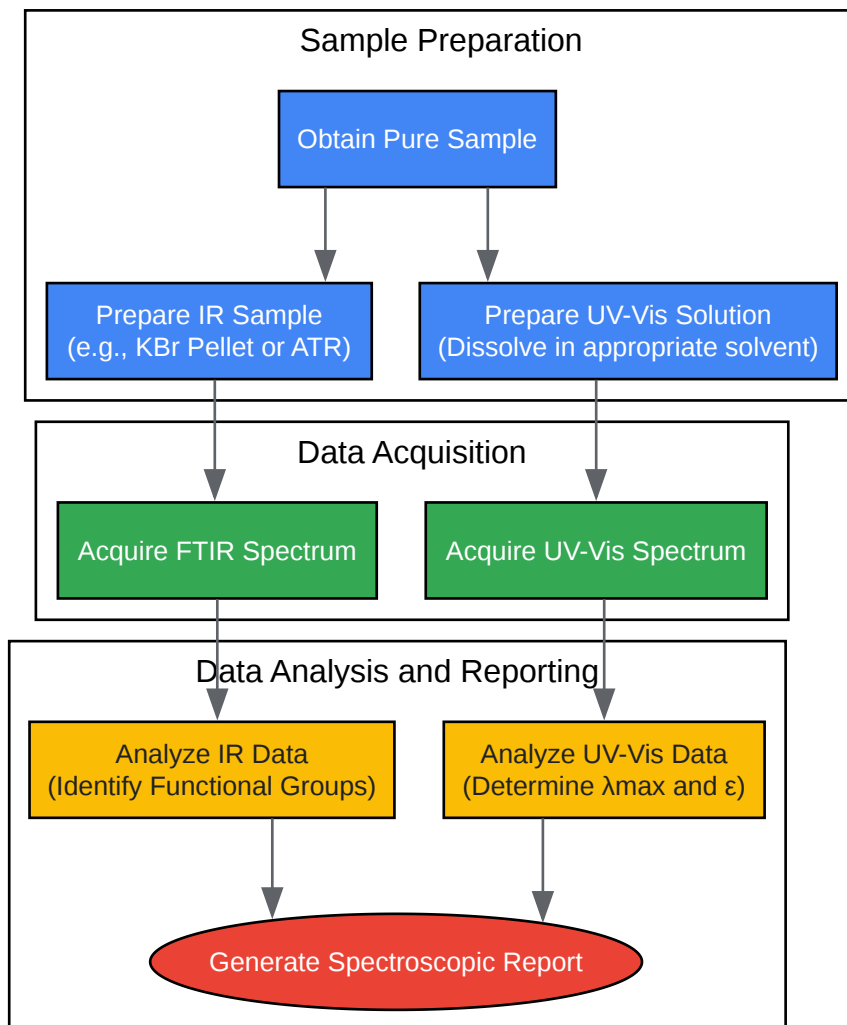 Sample Preparation
Obtain Pure Sample
Prepare IR Sample
(e.g., KBr Pellet or ATR)
Prepare UV-Vis Solution
(Dissolve in appropriate solvent)
Data Acquisition
Acquire FTIR Spectrum
Acquire UV-Vis Spectrum
Data Analysis and Reporting
Analyze IR Data
(Identify Functional Groups)
Analyze UV-Vis Data
(Determine λmax and ε)
Generate Spectroscopic Report